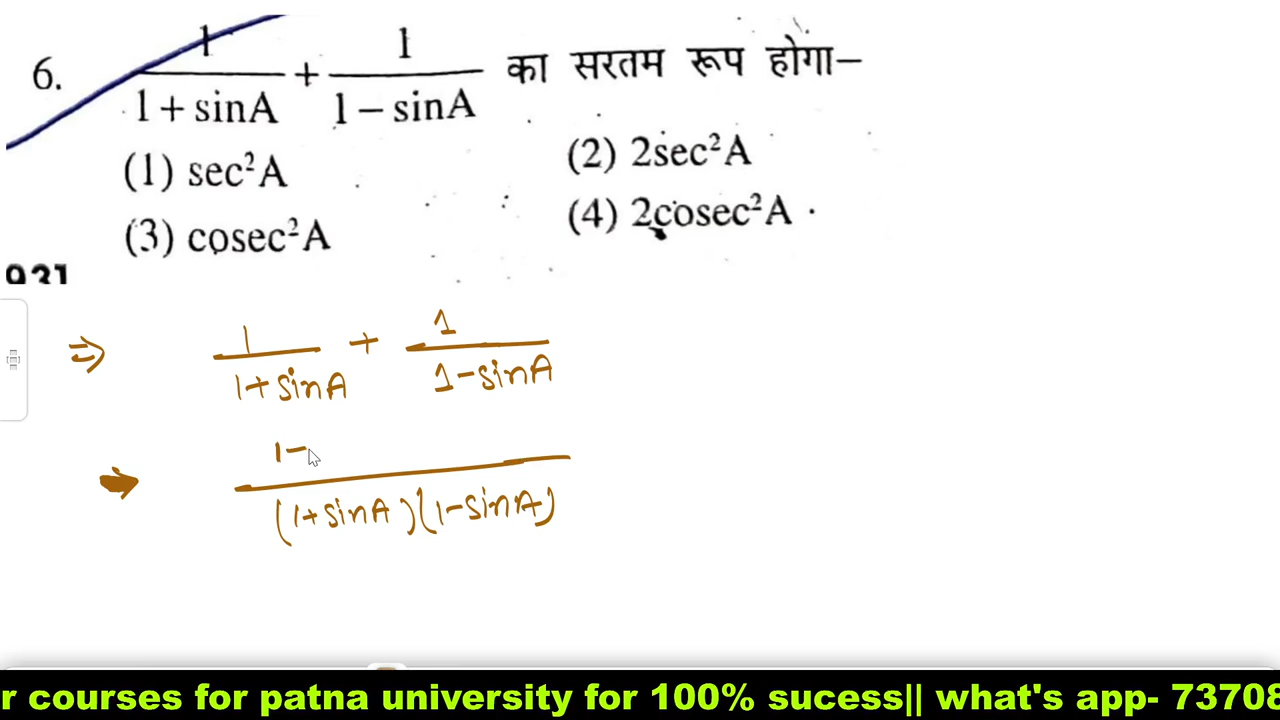 6. 1/(1 + sinA) + 1/(1 – sinA) का सरतम रूप होगा–
(1) sec²A (2) 2sec²A
(3) cosec²A (4) 2cosec²A
931
⇒ 1/(1+sinA) + 1/(1-sinA)
⇒ 1-
(1+sinA)(1-sinA)
r courses for patna university for 100% sucess|| what's app- 73708